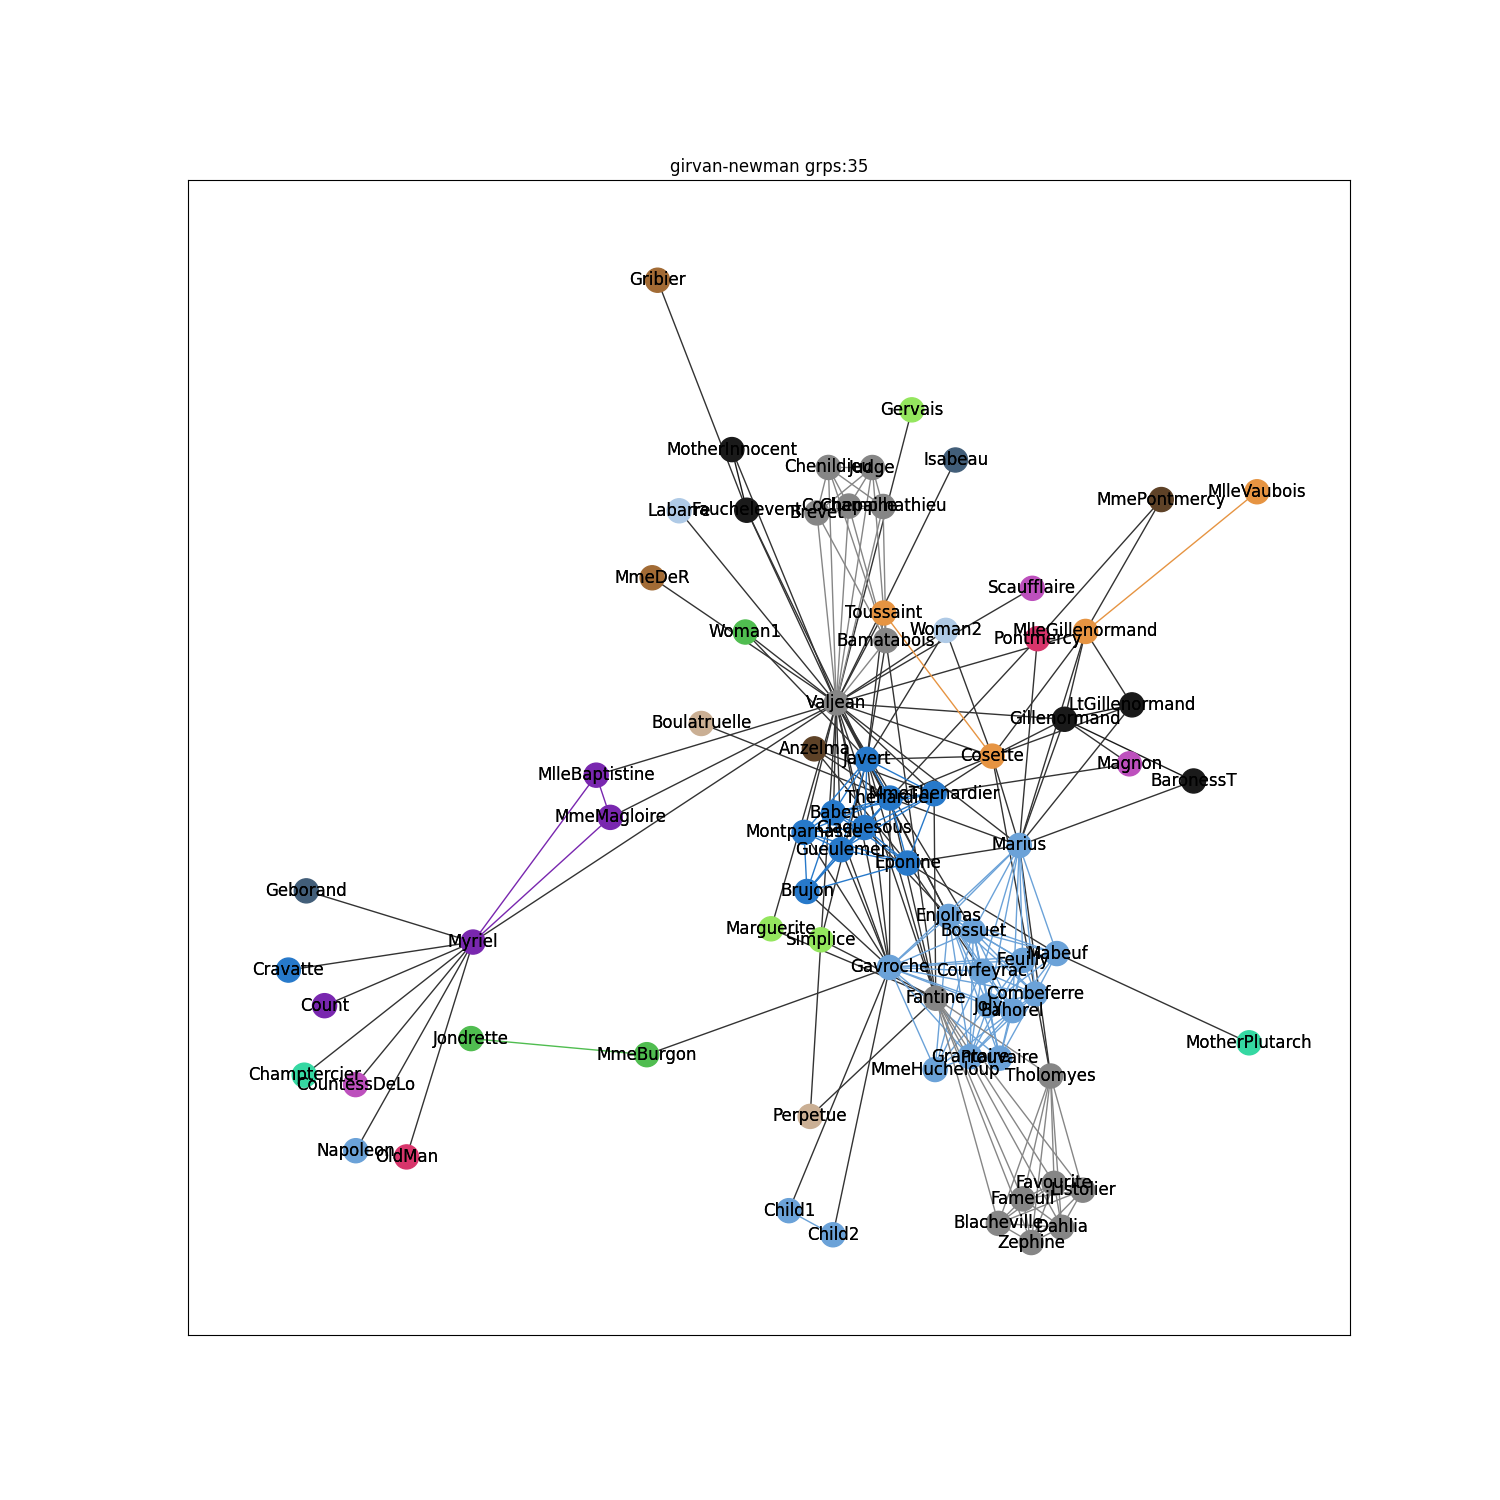 girvan-newman grps:35
Gribier
Gervais
MotherInnocent
Isabeau
Chenildieu
Judge
MlleVaubois
MmePontmercy
Labarre
Fauchelevent
Cochepaille
Champmathieu
Brevet
MmeDeR
Scaufflaire
Toussaint
Woman1
Woman2
MlleGillenormand
Pontmercy
Bamatabois
Valjean
LtGillenormand
Gillenormand
Boulatruelle
Anzelma
Javert
Cosette
Magnon
MlleBaptistine
BaronessT
Thenardier
MmeThenardier
Babet
MmeMagloire
Claquesous
Montparnasse
Marius
Gueulemer
Eponine
Geborand
Brujon
Enjolras
Marguerite
Bossuet
Simplice
Myriel
Mabeuf
Feuilly
Cravatte
Gavroche
Courfeyrac
Combeferre
Fantine
Count
Joly
Bahorel
Jondrette
MotherPlutarch
MmeBurgon
Grantaire
Prouvaire
MmeHucheloup
Champtercier
Tholomyes
CountessDeLo
Perpetue
Napoleon
OldMan
Favourite
Listolier
Fameuil
Child1
Blacheville
Dahlia
Child2
Zephine